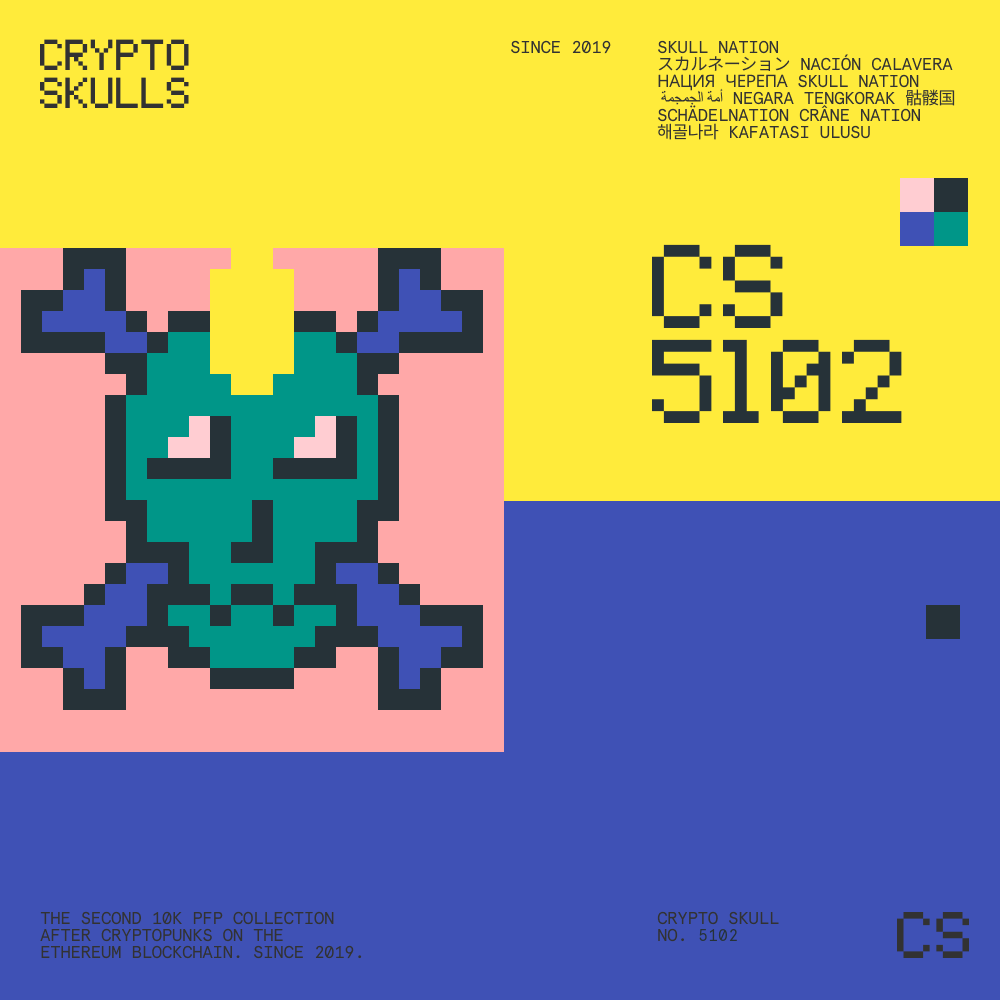 CRYPTO
SKULLS
SINCE 2019
SKULL NATION
スカルネーション NACIÓN CALAVERA
НАЦИЯ ЧЕРЕПА SKULL NATION
أمة الجمجمة NEGARA TENGKORAK 骷髅国
SCHÄDELNATION CRÂNE NATION
해골나라 KAFATASI ULUSU
CS
5102
THE SECOND 10K PFP COLLECTION
AFTER CRYPTOPUNKS ON THE
ETHEREUM BLOCKCHAIN. SINCE 2019.
CRYPTO SKULL
NO. 5102
CS